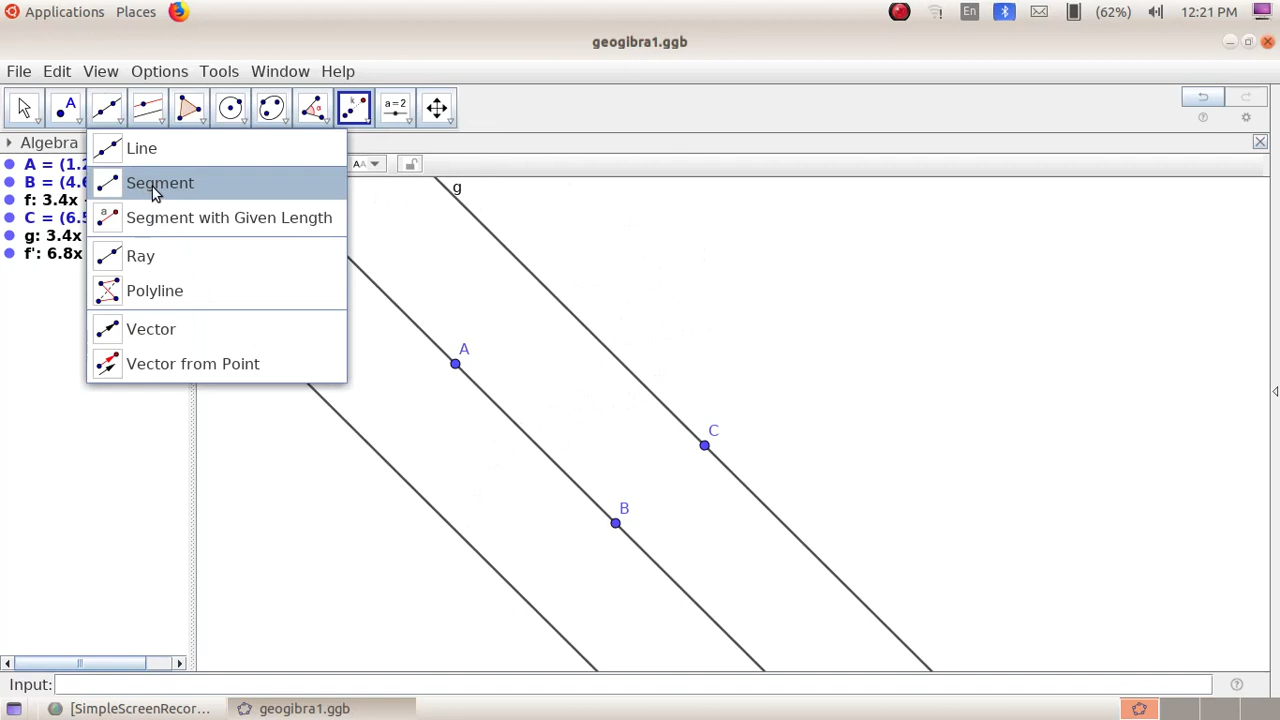 Applications Places En (62%) 12:21 PM
geogibra1.ggb
File Edit View Options Tools Window Help
A α k a=2
Algebra
A = (1.2
B = (4.6
f: 3.4x
C = (6.5
g: 3.4x
f': 6.8x
Line
Segment
a Segment with Given Length
Ray
Polyline
Vector
Vector from Point
AA
g
A
C
B
Input:
[SimpleScreenRecor... geogibra1.ggb